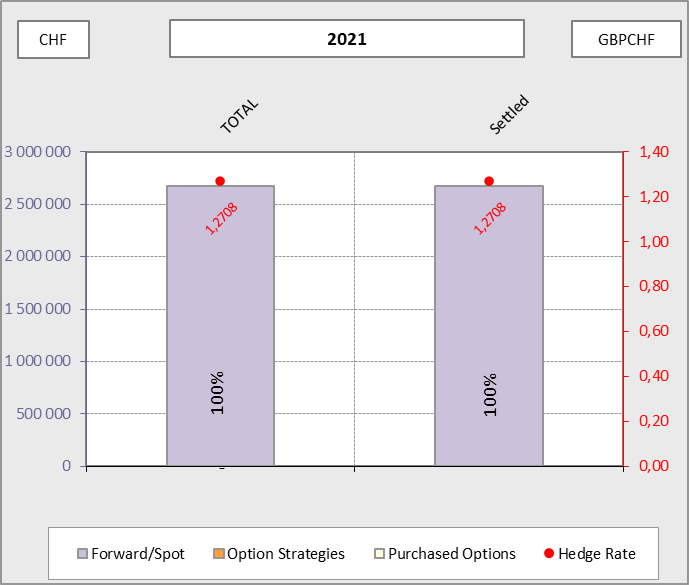 CHF
2021
GBPCHF
TOTAL
Settled
3 000 000
2 500 000
2 000 000
1 500 000
1 000 000
500 000
0
1,2708
1,2708
100%
100%
1,40
1,20
1,00
0,80
0,60
0,40
0,20
0,00
-
Forward/Spot
Option Strategies
Purchased Options
Hedge Rate